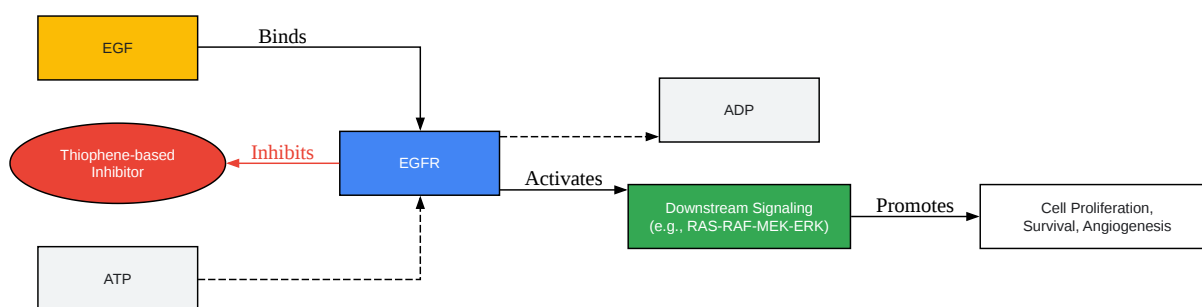 EGF
Binds
ADP
Thiophene-based
Inhibitor
Inhibits
EGFR
Activates
Downstream Signaling
(e.g., RAS-RAF-MEK-ERK)
Promotes
Cell Proliferation,
Survival, Angiogenesis
ATP